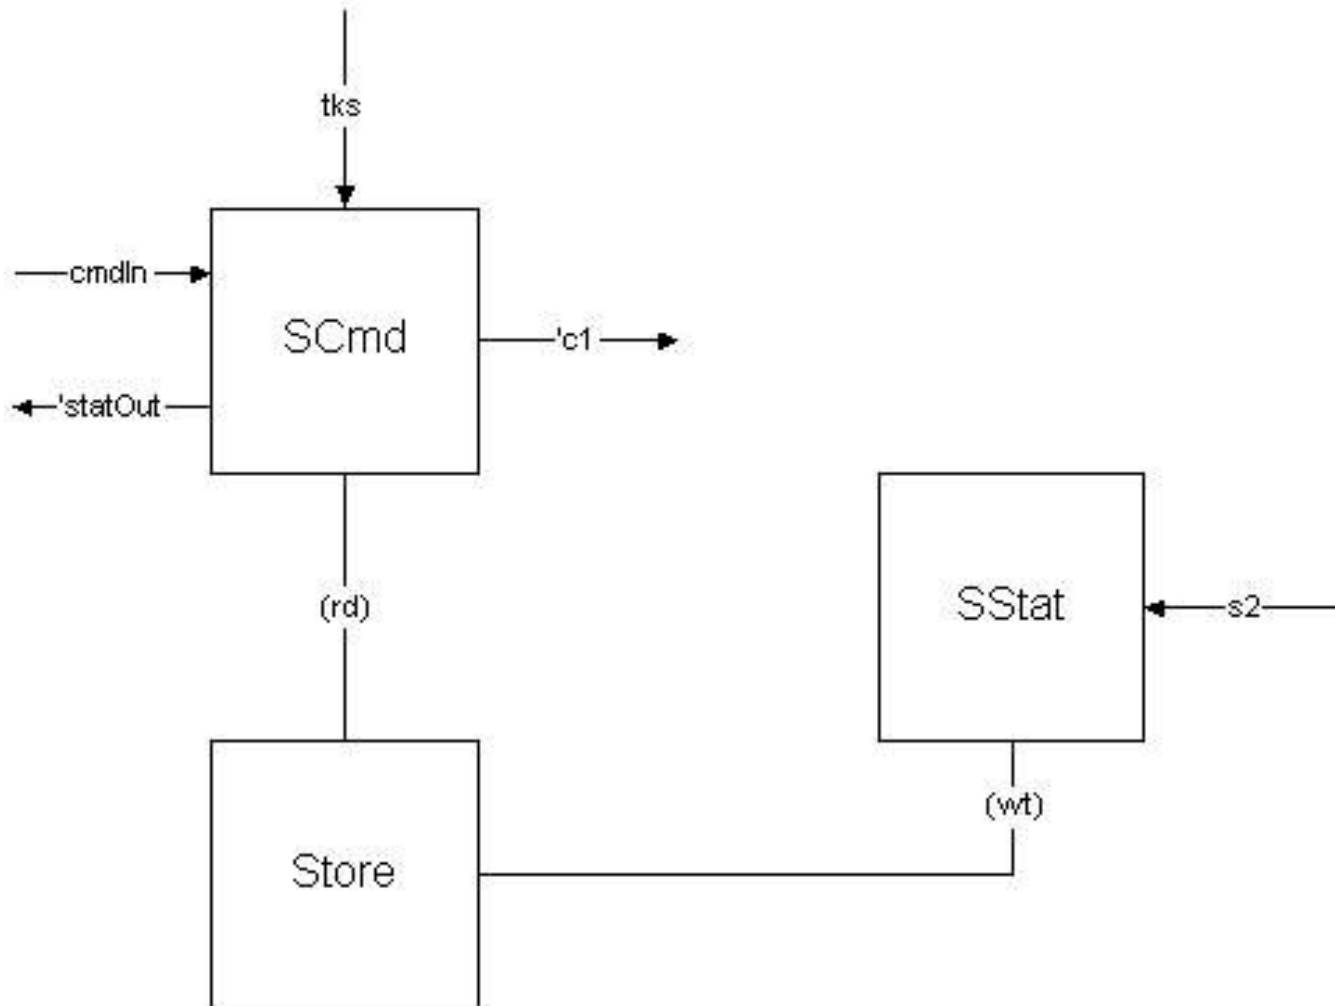 tks
cmdIn
SCmd
'c1
'statOut
(rd)
SStat
s2
(wt)
Store